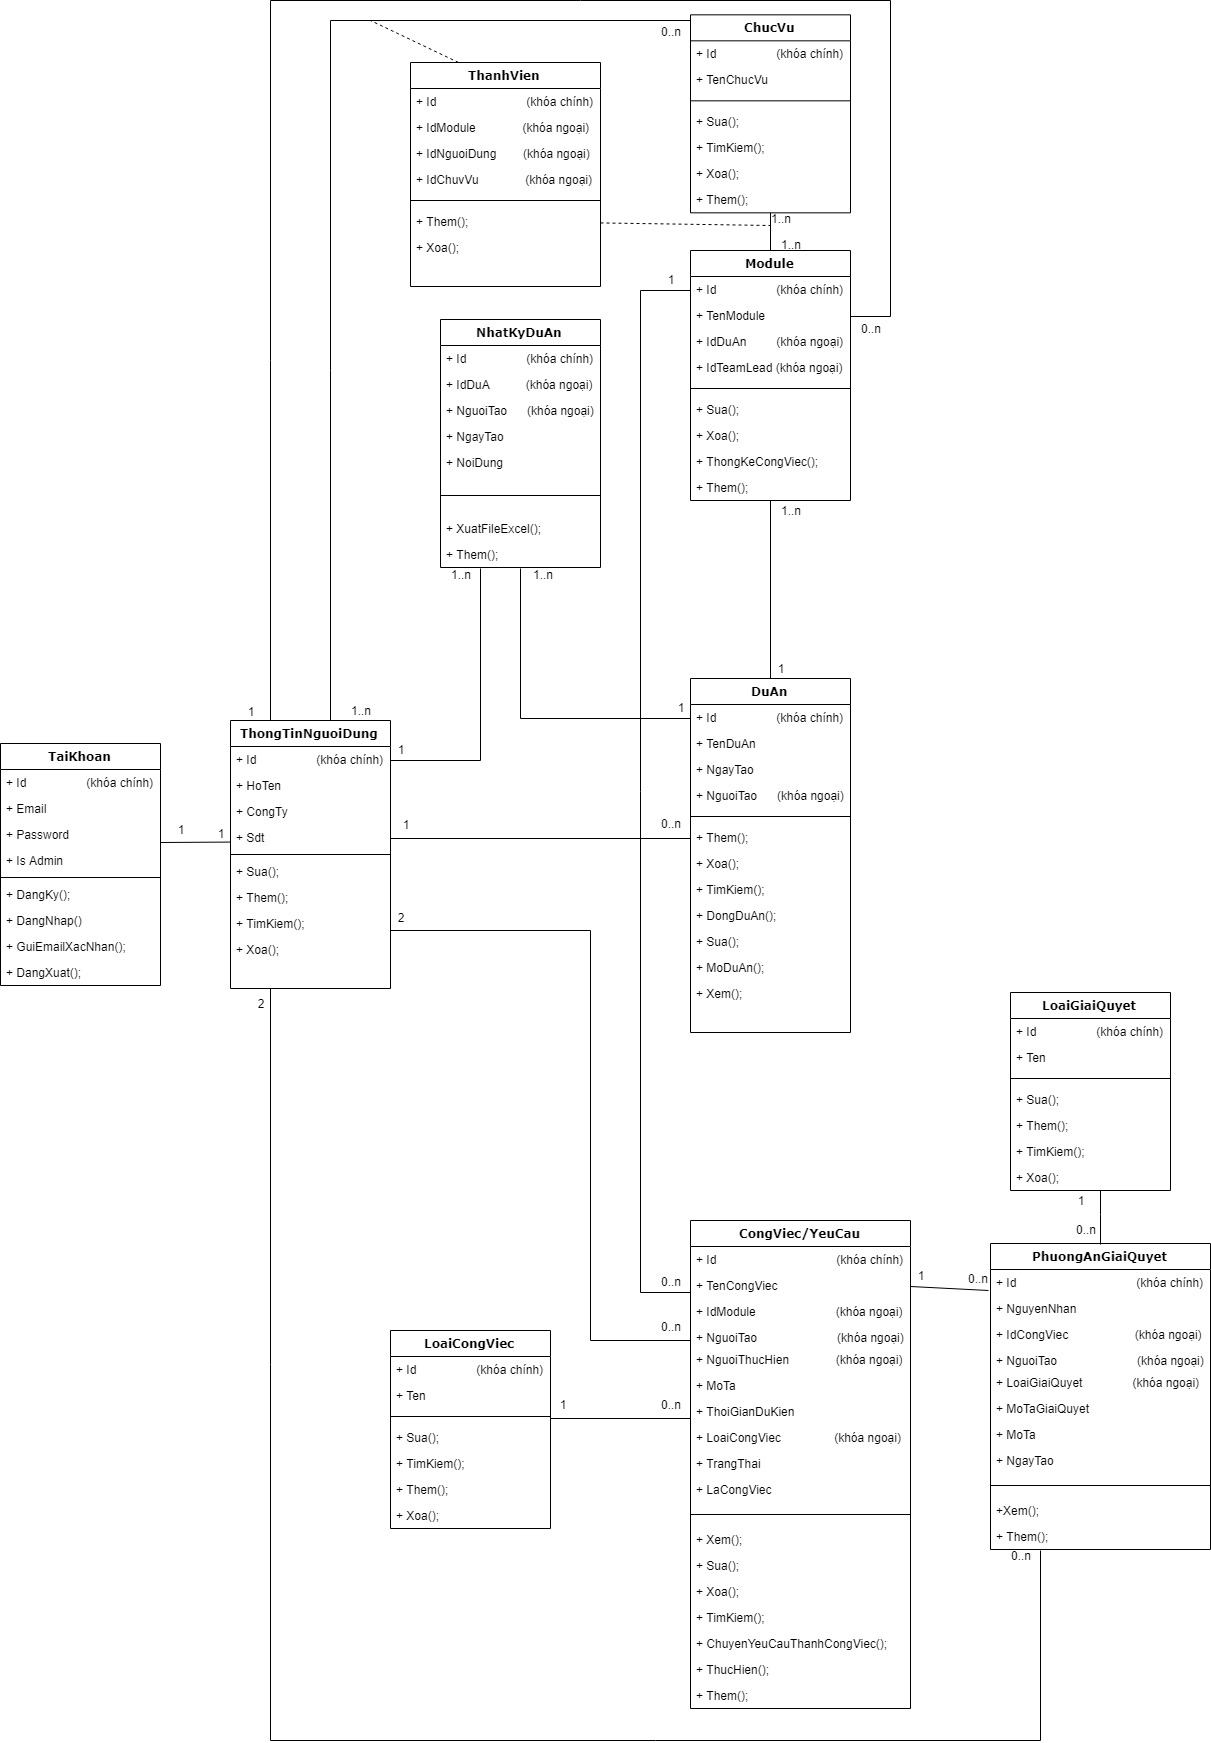 ChucVu
+ Id (khóa chính)
+ TenChucVu
+ Sua();
+ TimKiem();
+ Xoa();
+ Them();
0..n
1..n
ThanhVien
+ Id (khóa chính)
+ IdModule (khóa ngoại)
+ IdNguoiDung (khóa ngoại)
+ IdChuvVu (khóa ngoại)
+ Them();
+ Xoa();
1..n
Module
+ Id (khóa chính)
+ TenModule
+ IdDuAn (khóa ngoại)
+ IdTeamLead (khóa ngoại)
+ Sua();
+ Xoa();
+ ThongKeCongViec();
+ Them();
1
0..n
1..n
NhatKyDuAn
+ Id (khóa chính)
+ IdDuA (khóa ngoại)
+ NguoiTao (khóa ngoại)
+ NgayTao
+ NoiDung
+ XuatFileExcel();
+ Them();
1..n
1..n
1
DuAn
+ Id (khóa chính)
+ TenDuAn
+ NgayTao
+ NguoiTao (khóa ngoại)
+ Them();
+ Xoa();
+ TimKiem();
+ DongDuAn();
+ Sua();
+ MoDuAn();
+ Xem();
1
0..n
1
1..n
ThongTinNguoiDung
+ Id (khóa chính)
+ HoTen
+ CongTy
+ Sdt
+ Sua();
+ Them();
+ TimKiem();
+ Xoa();
1
1
2
2
TaiKhoan
+ Id (khóa chính)
+ Email
+ Password
+ Is Admin
+ DangKy();
+ DangNhap()
+ GuiEmailXacNhan();
+ DangXuat();
1
1
LoaiGiaiQuyet
+ Id (khóa chính)
+ Ten
+ Sua();
+ Them();
+ TimKiem();
+ Xoa();
1
0..n
CongViec/YeuCau
+ Id (khóa chính)
+ TenCongViec
+ IdModule (khóa ngoại)
+ NguoiTao (khóa ngoại)
+ NguoiThucHien (khóa ngoại)
+ MoTa
+ ThoiGianDuKien
+ LoaiCongViec (khóa ngoại)
+ TrangThai
+ LaCongViec
+ Xem();
+ Sua();
+ Xoa();
+ TimKiem();
+ ChuyenYeuCauThanhCongViec();
+ ThucHien();
+ Them();
0..n
0..n
0..n
1
0..n
PhuongAnGiaiQuyet
+ Id (khóa chính)
+ NguyenNhan
+ IdCongViec (khóa ngoại)
+ NguoiTao (khóa ngoại)
+ LoaiGiaiQuyet (khóa ngoại)
+ MoTaGiaiQuyet
+ MoTa
+ NgayTao
+Xem();
+ Them();
0..n
LoaiCongViec
+ Id (khóa chính)
+ Ten
+ Sua();
+ TimKiem();
+ Them();
+ Xoa();
1